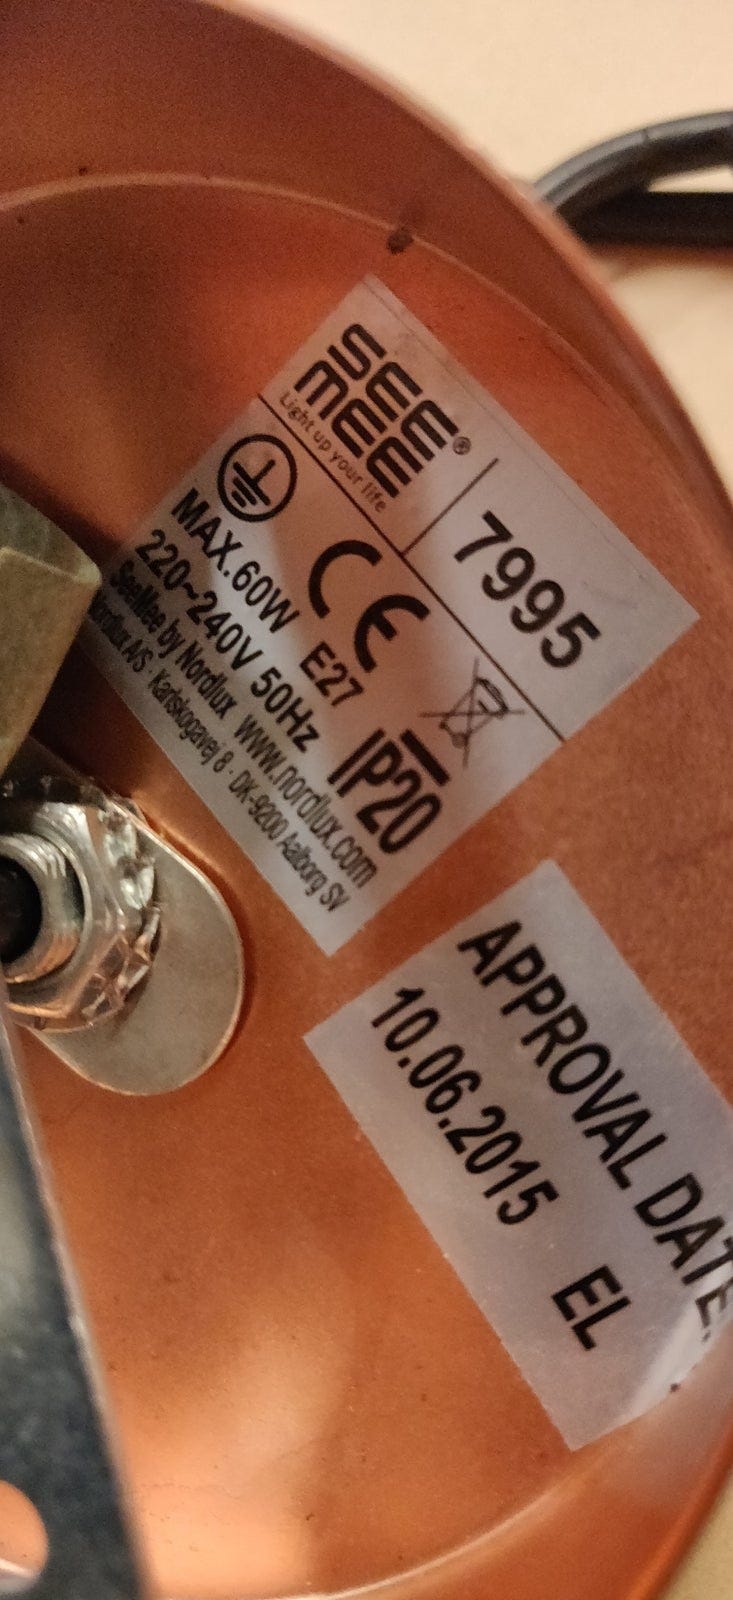 SEE
MEE®
Light up your life
7995
CE
MAX.60W E27
220~240V 50Hz
IP20
SeeMee by Nordlux www.nordlux.com
Nordlux A/S · Karlskogavej 8 · DK-9200 Aalborg SV
APPROVAL DATE:
10.06.2015 EL